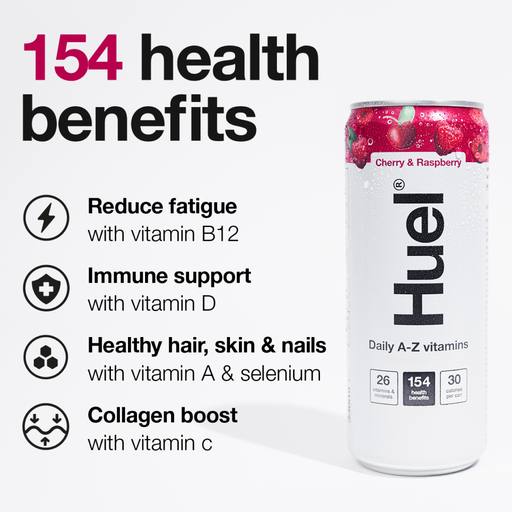 154 health
benefits
Reduce fatigue
with vitamin B12
Immune support
with vitamin D
Healthy hair, skin & nails
with vitamin A & selenium
Collagen boost
with vitamin c
Cherry & Raspberry
Huel®
Daily A-Z vitamins
26
vitamins &
minerals
154
health
benefits
30
calories
per can